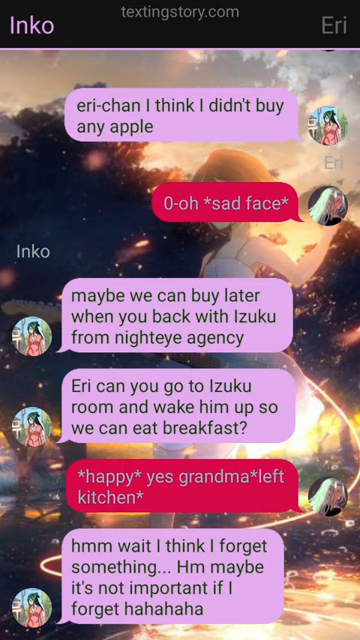 textingstory.com
Inko
Eri
eri-chan I think I didn't buy
any apple
Eri
0-oh *sad face*
Inko
maybe we can buy later
when you back with Izuku
from nighteye agency
Eri can you go to Izuku
room and wake him up so
we can eat breakfast?
*happy* yes grandma*left
kitchen*
hmm wait I think I forget
something... Hm maybe
it's not important if I
forget hahahaha